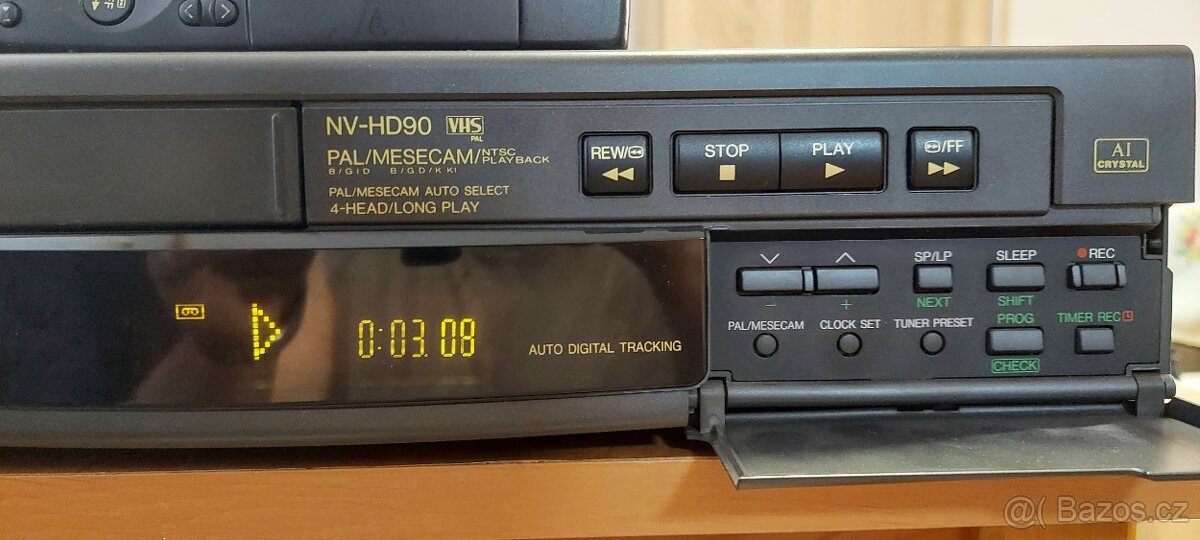 NV-HD90 VHS PAL
PAL/MESECAM/NTSC PLAYBACK
B/G I D B/G/D/K K1
PAL/MESECAM AUTO SELECT
4-HEAD/LONG PLAY
REW/
STOP
PLAY
/FF
AI CRYSTAL
0:03.08
AUTO DIGITAL TRACKING
SP/LP
SLEEP
REC
- +
NEXT
SHIFT
PAL/MESECAM
CLOCK SET
TUNER PRESET
PROG
TIMER REC
CHECK
@( Bazos.cz